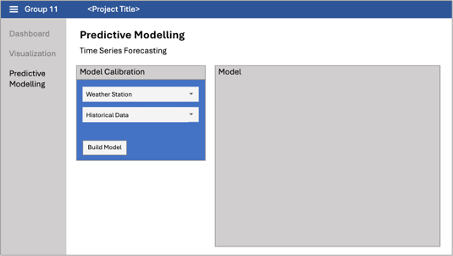 Group 11 <Project Title>
Dashboard
Visualization
Predictive
Modelling
Predictive Modelling
Time Series Forecasting
Model Calibration
Weather Station
Historical Data
Build Model
Model